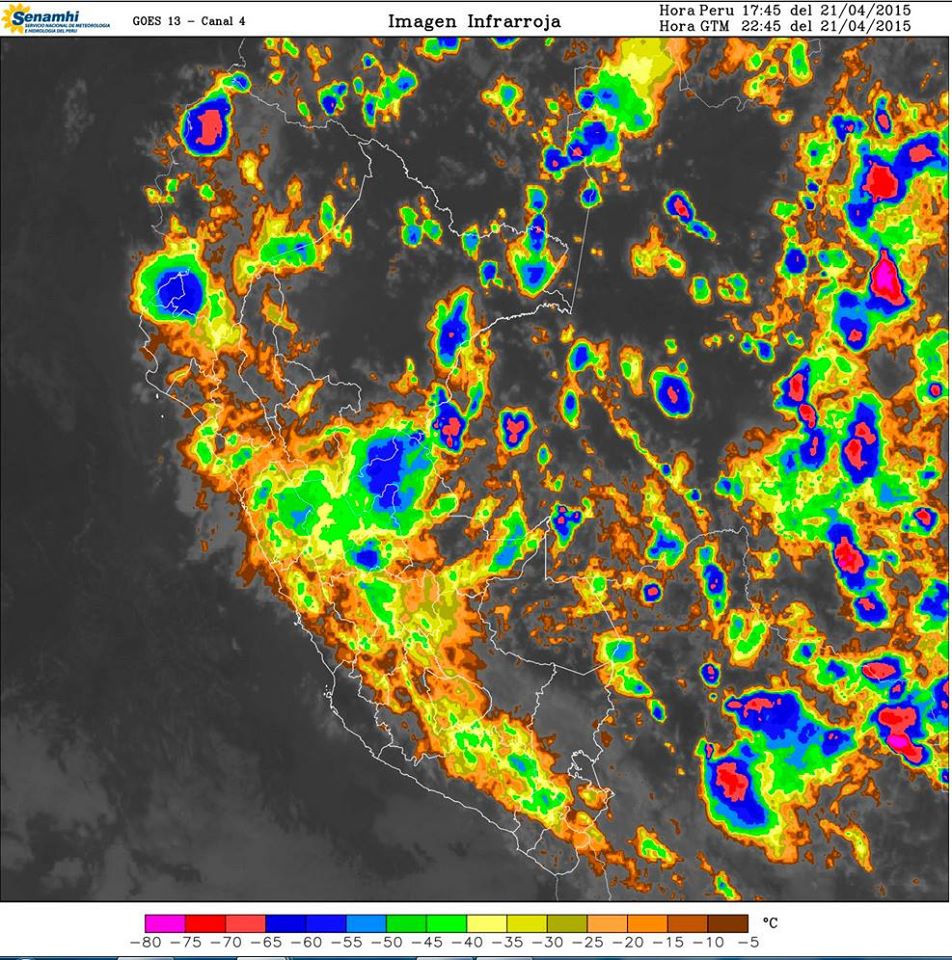 Senamhi
SERVICIO NACIONAL DE METEOROLOGIA
E HIDROLOGIA DEL PERU
GOES 13 - Canal 4
Imagen Infrarroja
Hora Peru 17:45 del 21/04/2015
Hora GTM 22:45 del 21/04/2015
°C
-80 -75 -70 -65 -60 -55 -50 -45 -40 -35 -30 -25 -20 -15 -10 -5